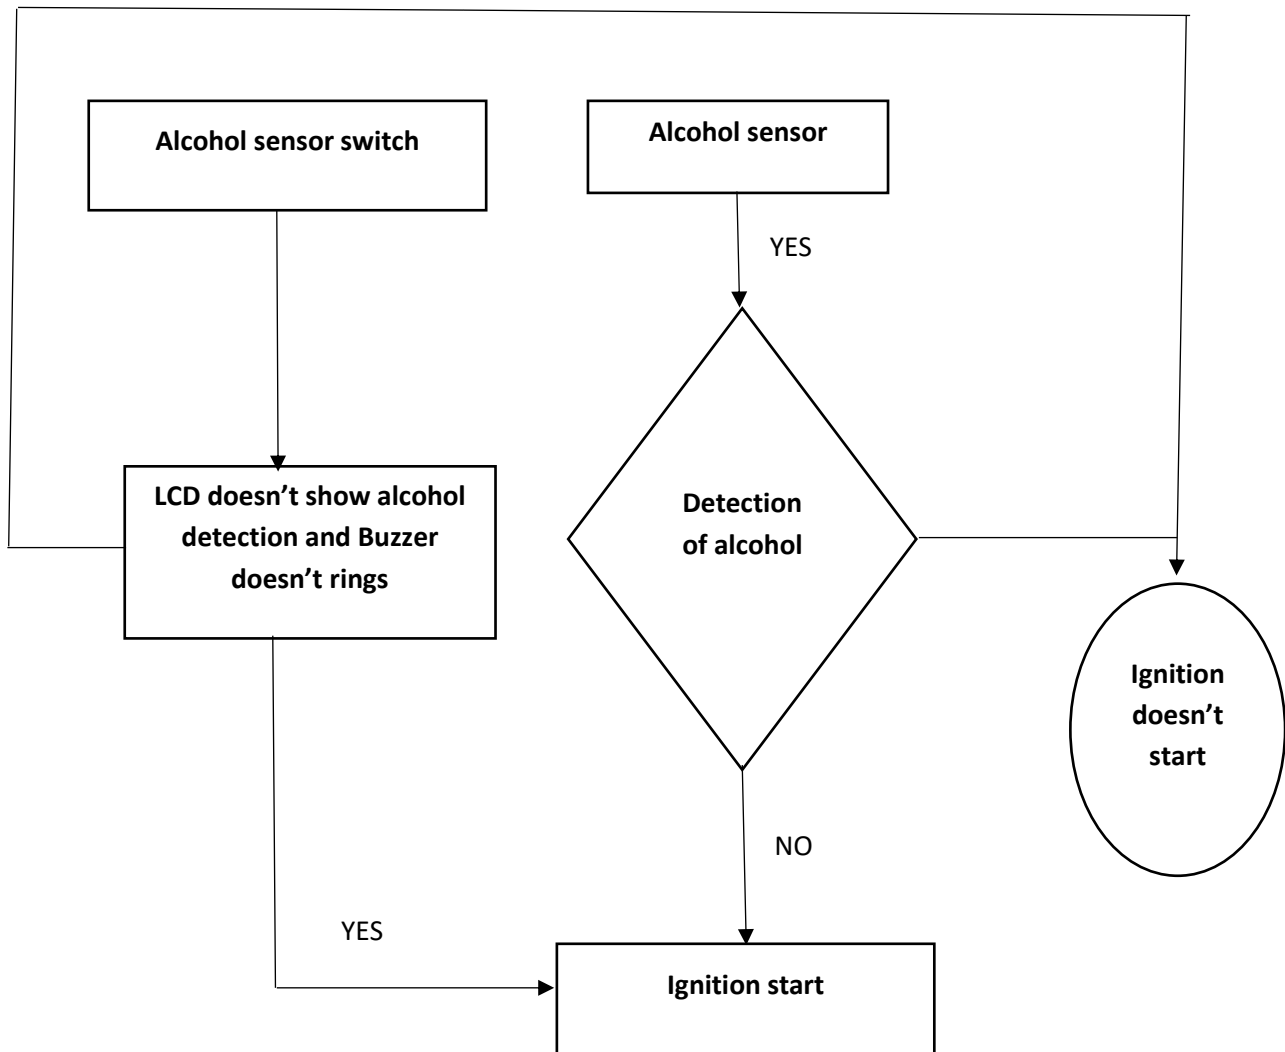 Alcohol sensor switch
Alcohol sensor
YES
LCD doesn’t show alcohol
detection and Buzzer
doesn’t rings
Detection
of alcohol
Ignition
doesn’t
start
NO
YES
Ignition start